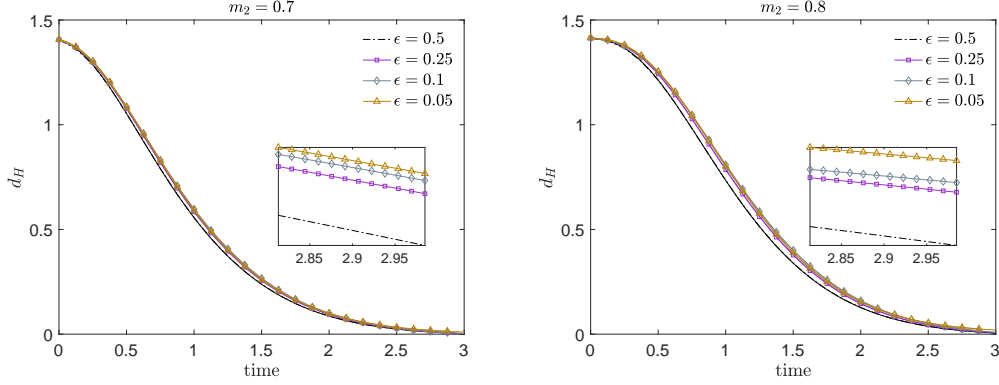 m₂ = 0.7
1.5
1
0.5
0
d_H
ϵ = 0.5
ϵ = 0.25
ϵ = 0.1
ϵ = 0.05
2.85 2.9 2.95
0 0.5 1 1.5 2 2.5 3
time
m₂ = 0.8
1.5
1
0.5
0
d_H
ϵ = 0.5
ϵ = 0.25
ϵ = 0.1
ϵ = 0.05
2.85 2.9 2.95
0 0.5 1 1.5 2 2.5 3
time